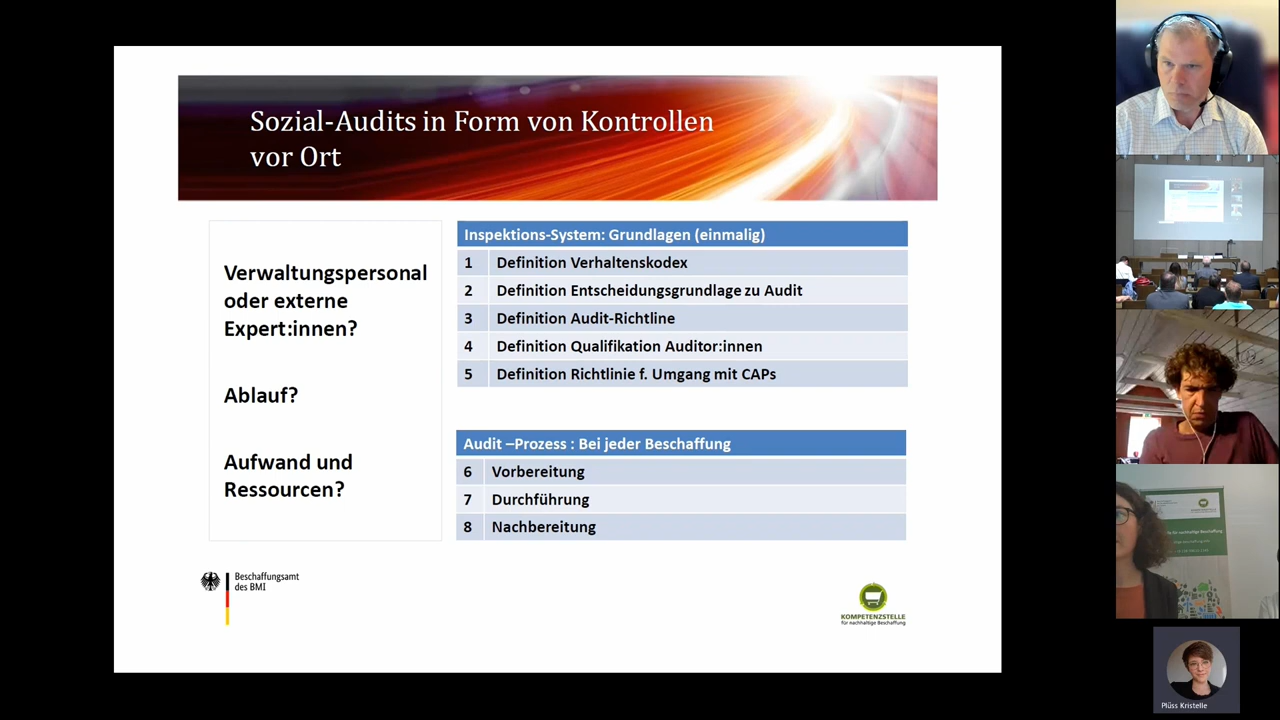 Sozial-Audits in Form von Kontrollen
vor Ort
Verwaltungspersonal
oder externe
Expert:innen?
Ablauf?
Aufwand und
Ressourcen?
Inspektions-System: Grundlagen (einmalig)
1 Definition Verhaltenskodex
2 Definition Entscheidungsgrundlage zu Audit
3 Definition Audit-Richtline
4 Definition Qualifikation Auditor:innen
5 Definition Richtlinie f. Umgang mit CAPs
Audit –Prozess : Bei jeder Beschaffung
6 Vorbereitung
7 Durchführung
8 Nachbereitung
Beschaffungsamt
des BMI
KOMPETENZSTELLE
für nachhaltige Beschaffung
Plüss Kristelle